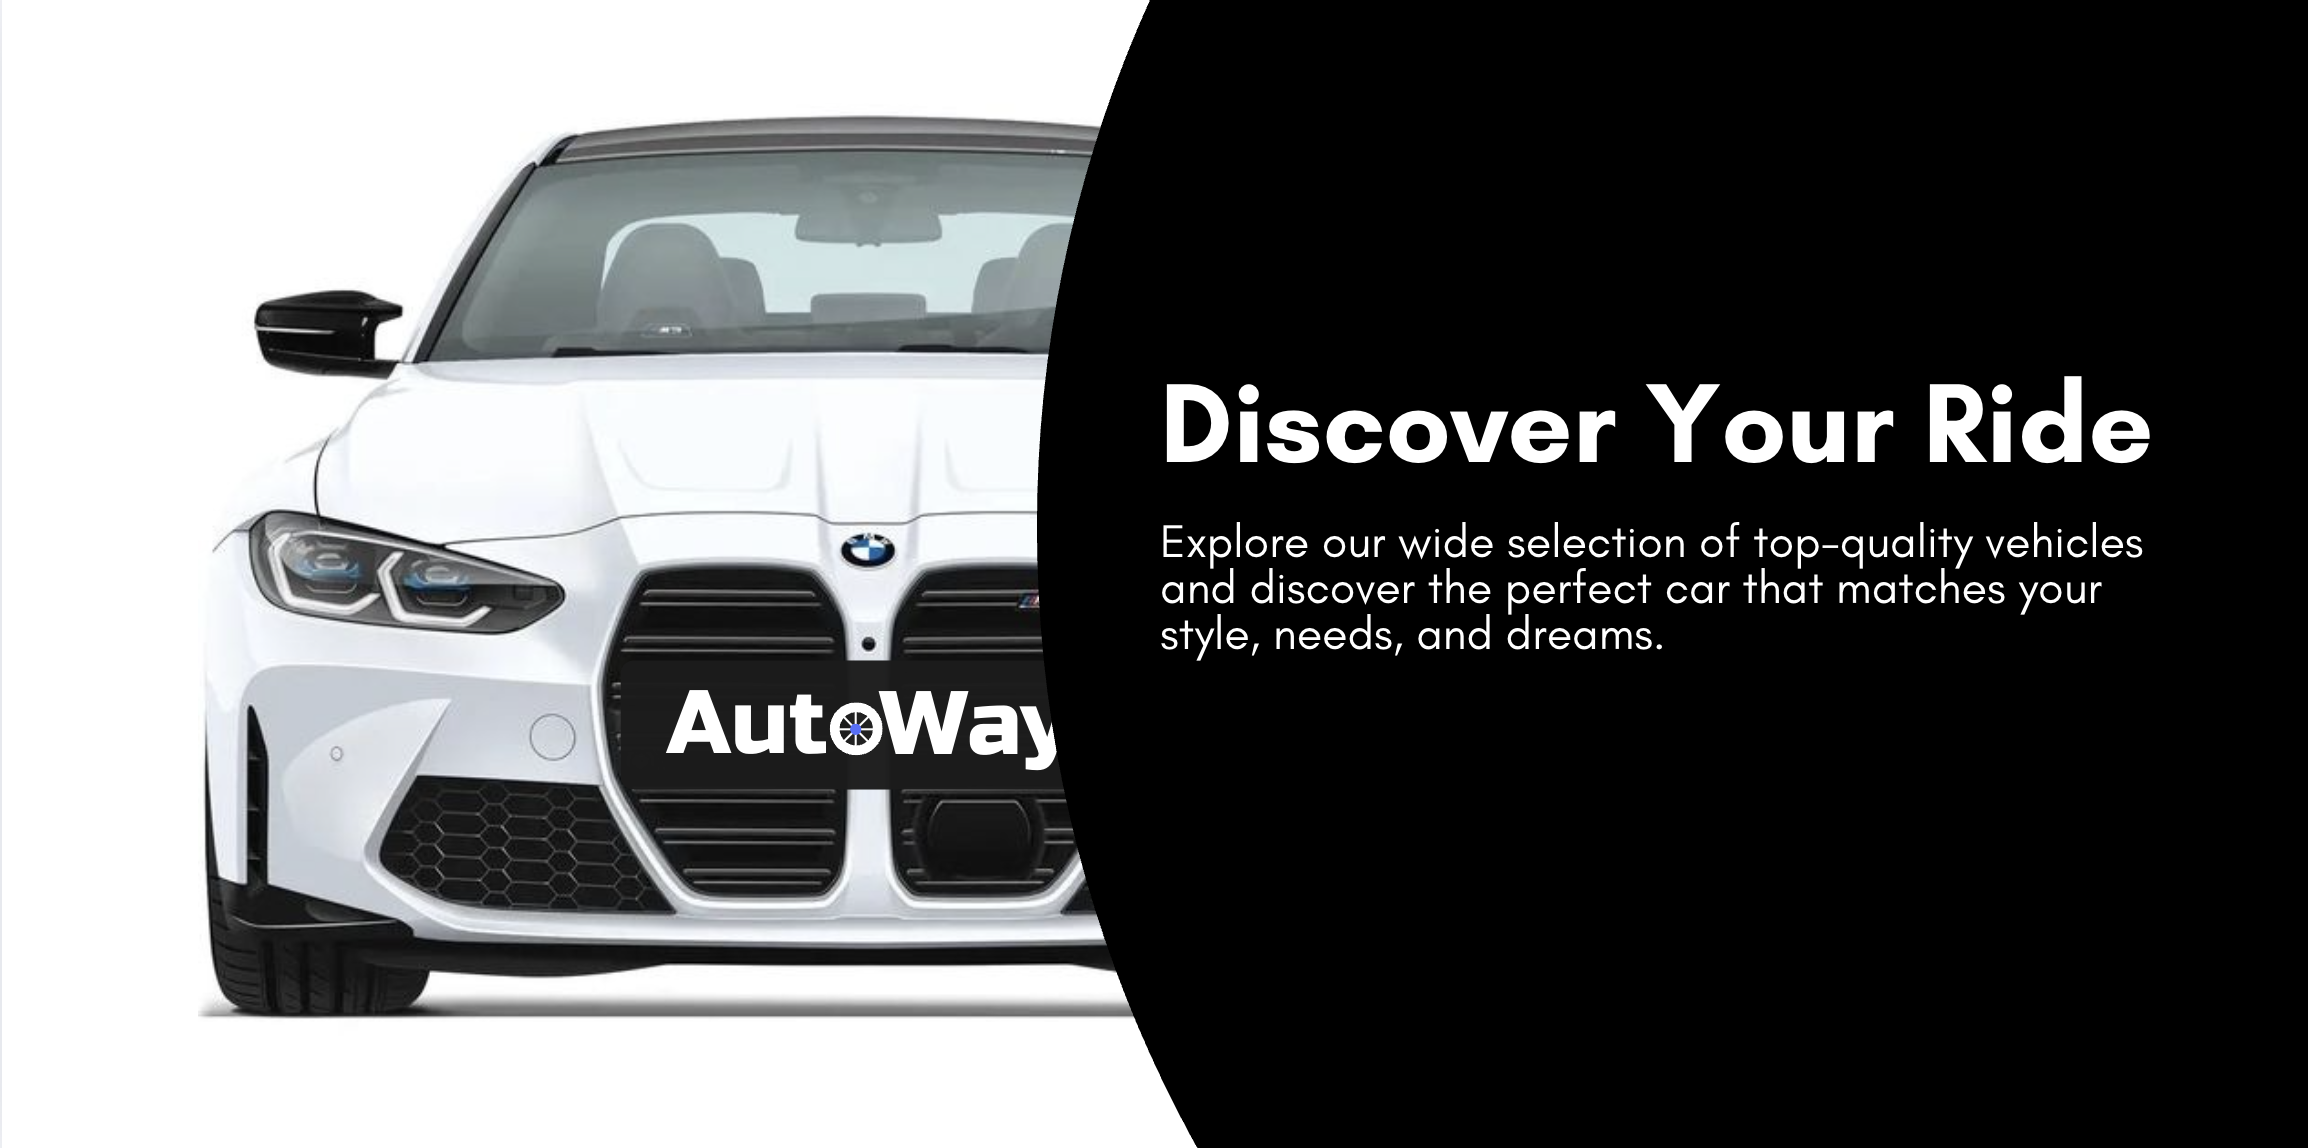 AutoWay
Discover Your Ride
Explore our wide selection of top-quality vehicles
and discover the perfect car that matches your
style, needs, and dreams.